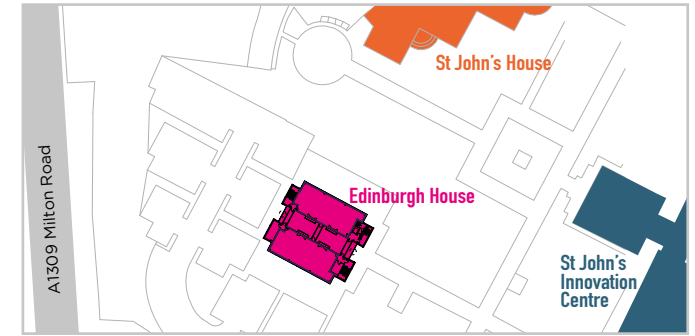 St John's House
Edinburgh House
A1309 Milton Road
St John's
Innovation
Centre